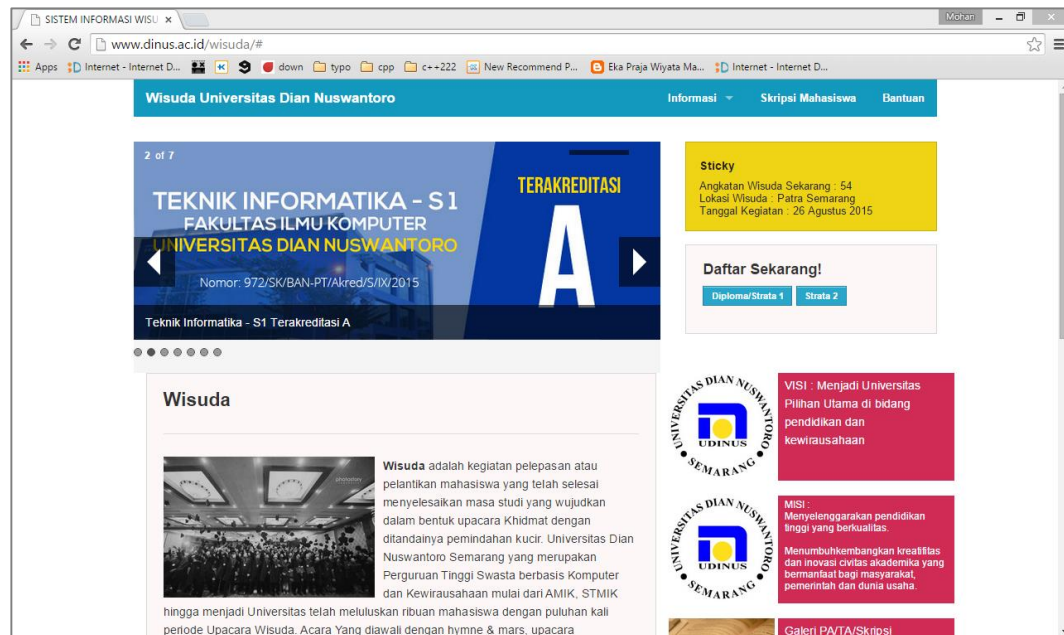 SISTEM INFORMASI WISU
Mohan
www.dinus.ac.id/wisuda/#
Apps Internet - Internet D... down typo cpp c++222 New Recommend P... Eka Praja Wiyata Ma... Internet - Internet D...
Wisuda Universitas Dian Nuswantoro Informasi Skripsi Mahasiswa Bantuan
2 of 7
TEKNIK INFORMATIKA - S1
FAKULTAS ILMU KOMPUTER
UNIVERSITAS DIAN NUSWANTORO
Nomor: 972/SK/BAN-PT/Akred/S/IX/2015
TERAKREDITASI
A
Teknik Informatika - S1 Terakreditasi A
Sticky
Angkatan Wisuda Sekarang : 54
Lokasi Wisuda : Patra Semarang
Tanggal Kegiatan : 26 Agustus 2015
Daftar Sekarang!
Diploma/Strata 1 Strata 2
Wisuda
Wisuda adalah kegiatan pelepasan atau
pelantikan mahasiswa yang telah selesai
menyelesaikan masa studi yang wujudkan
dalam bentuk upacara Khidmat dengan
ditandainya pemindahan kucir. Universitas Dian
Nuswantoro Semarang yang merupakan
Perguruan Tinggi Swasta berbasis Komputer
dan Kewirausahaan mulai dari AMIK, STMIK
hingga menjadi Universitas telah meluluskan ribuan mahasiswa dengan puluhan kali
periode Upacara Wisuda. Acara Yang diawali dengan hymne & mars, upacara
UNIVERSITAS DIAN NUSWANTORO
UDINUS
SEMARANG
VISI : Menjadi Universitas
Pilihan Utama di bidang
pendidikan dan
kewirausahaan
UNIVERSITAS DIAN NUSWANTORO
UDINUS
SEMARANG
MISI :
Menyelenggarakan pendidikan
tinggi yang berkualitas.
Menumbuhkembangkan kreatifitas
dan inovasi civitas akademika yang
bermanfaat bagi masyarakat,
pemerintah dan dunia usaha.
Galeri PA/TA/Skripsi